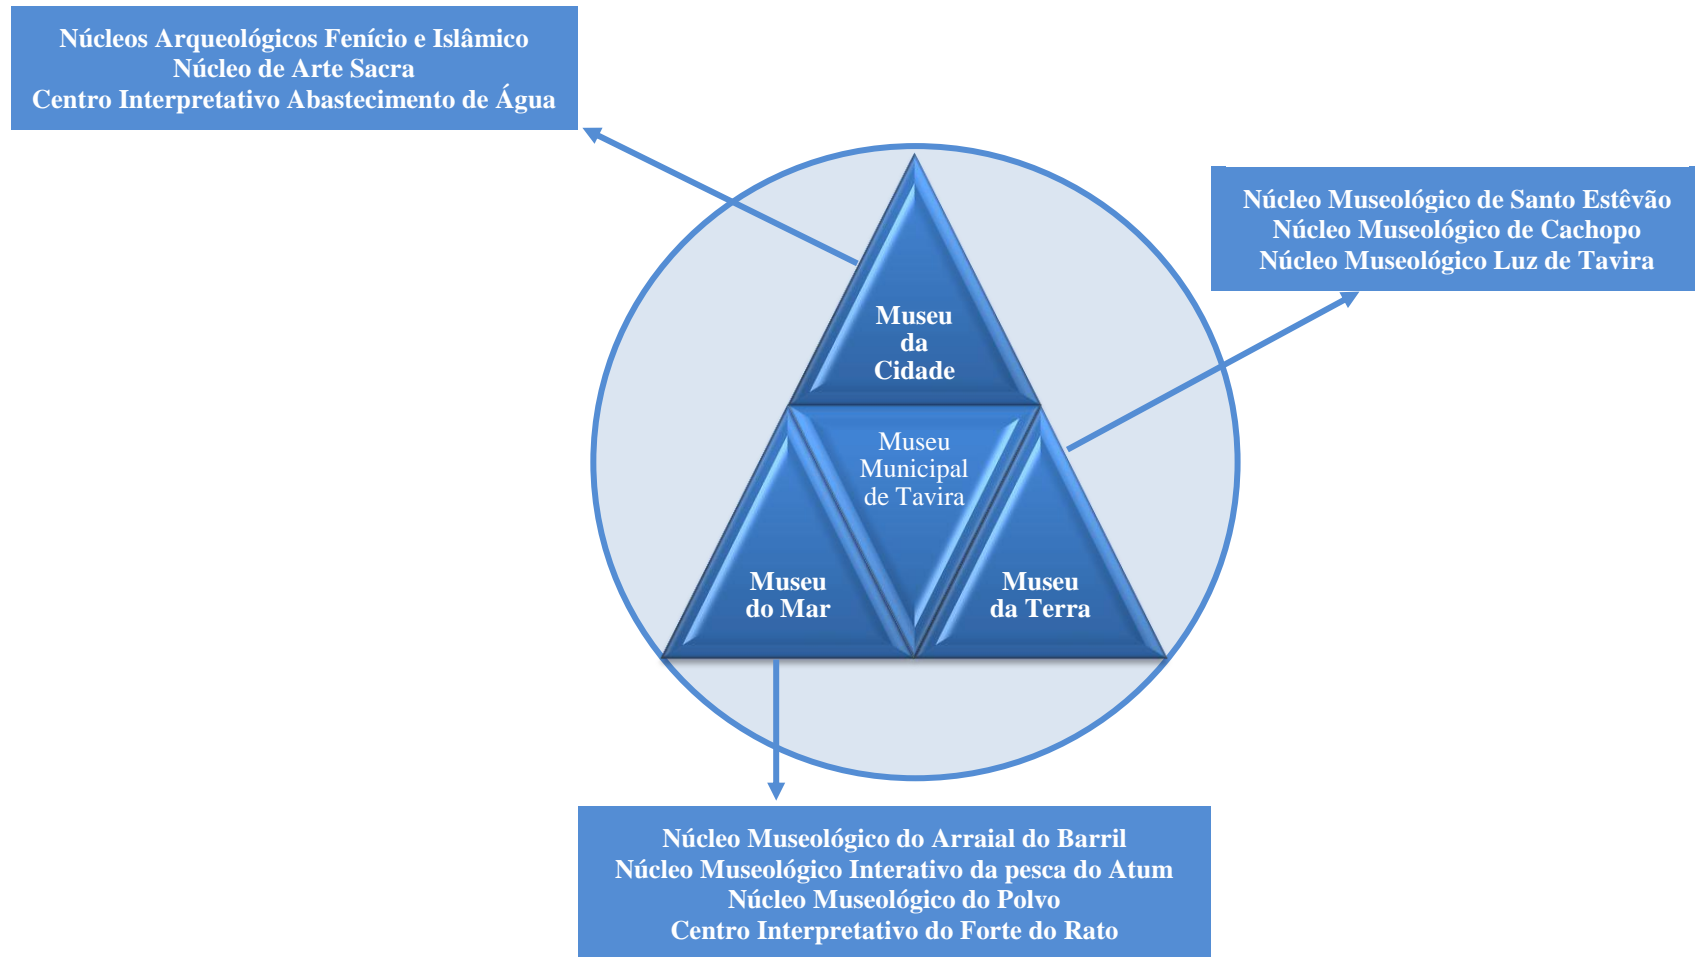 Núcleos Arqueológicos Fenício e Islâmico
Núcleo de Arte Sacra
Centro Interpretativo Abastecimento de Água
Núcleo Museológico de Santo Estêvão
Núcleo Museológico de Cachopo
Núcleo Museológico Luz de Tavira
Museu
da
Cidade
Museu
Municipal
de Tavira
Museu
do Mar
Museu
da Terra
Núcleo Museológico do Arraial do Barril
Núcleo Museológico Interativo da pesca do Atum
Núcleo Museológico do Polvo
Centro Interpretativo do Forte do Rato